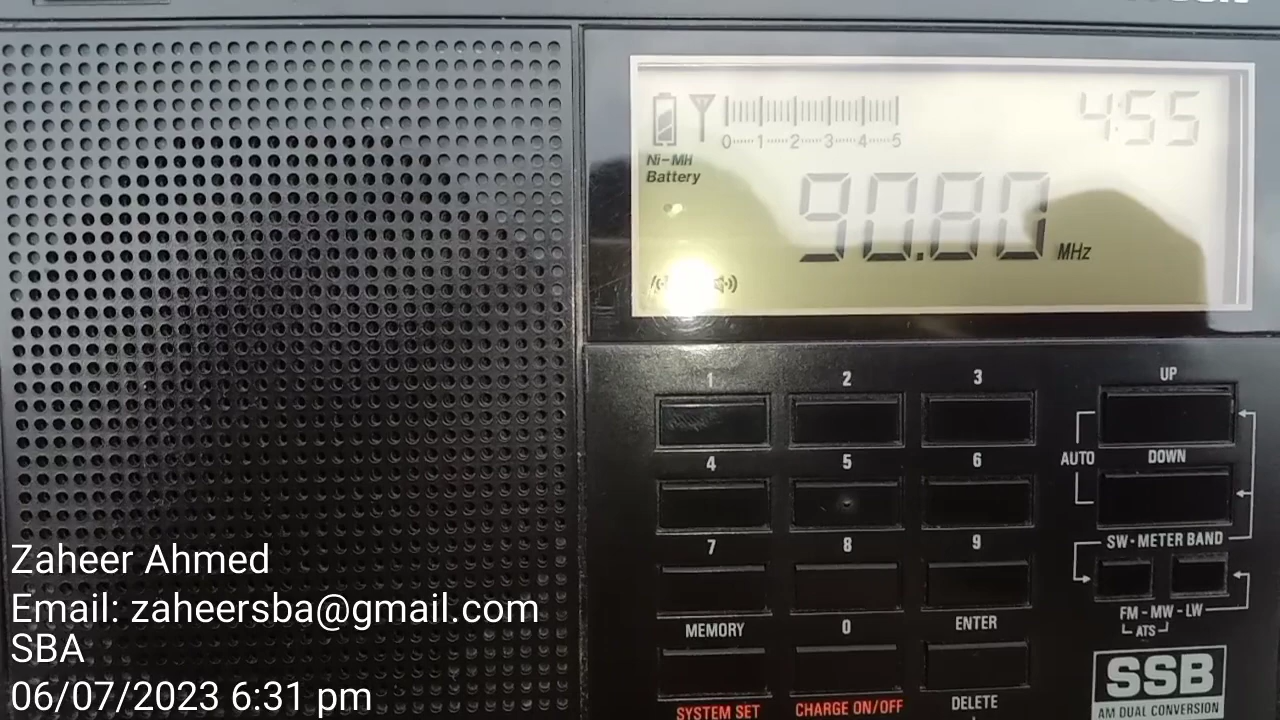 4:55
0 1 2 3 4 5
Ni-MH
Battery
90.80 MHz
1 2 3 UP
4 5 6 AUTO DOWN
7 8 9 SW-METER BAND
MEMORY 0 ENTER FM - MW - LW
ATS
SYSTEM SET CHARGE ON/OFF DELETE
SSB
AM DUAL CONVERSION
Zaheer Ahmed
Email: zaheersba@gmail.com
SBA
06/07/2023 6:31 pm